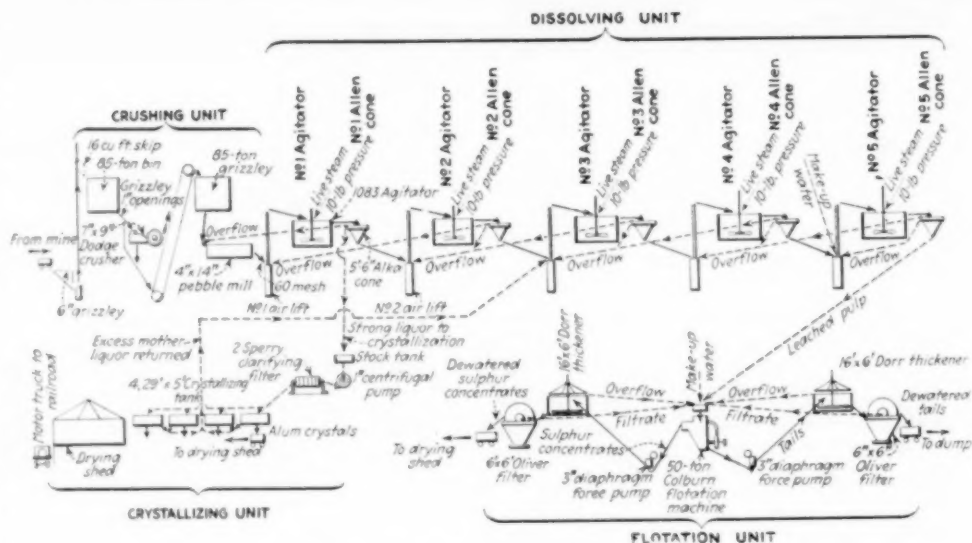 DISSOLVING UNIT
CRUSHING UNIT
16 cu ft skip
85-ton bin
Grizzley
1" openings
7" x 9"
Dodge
crusher
From mine
6" grizzley
85-ton
grizzley
Overflow
4" x 14"
pebble mill
60 mesh
Nº1 Agitator
Live steam
10-lb pressure
Nº1 Allen
cone
1083 Agitator
Overflow
5'6" Alka
cone
Nº1 air lift
Nº2 Agitator
Live steam
10-lb pressure
Nº2 Allen
cone
Overflow
Nº2 air lift
Nº3 Agitator
Live steam
10-lb pressure
Nº3 Allen
cone
Overflow
Nº4 Agitator
Live steam
10-lb. pressure
Nº4 Allen
cone
Overflow
Make-up
water
Nº5 Agitator
Live steam
10-lb pressure
Nº5 Allen
cone
Overflow
Leached pulp
Excess mother
liquor returned
Strong liquor to
crystallization
Stock tank
1" centrifugal
pump
2 Sperry
clarifying
filter
4, 29' x 5' Crystallizing
tank
Alum crystals
To drying shed
Motor truck to
railroad
Drying
shed
CRYSTALLIZING UNIT
Dewatered
sulphur
concentrates
16' x 6' Dorr
thickener
Overflow
Filtrate
Make-up
water
Overflow
Filtrate
16' x 6' Dorr thickener
Dewatered
tails
To drying
shed
6' x 6' Oliver
filter
Sulphur
concentrates
3" diaphragm
force pump
50-ton
Colburn
flotation
machine
Tails
3" diaphragm
force pump
6" x 6"
Oliver
filter
To dump
FLOTATION UNIT